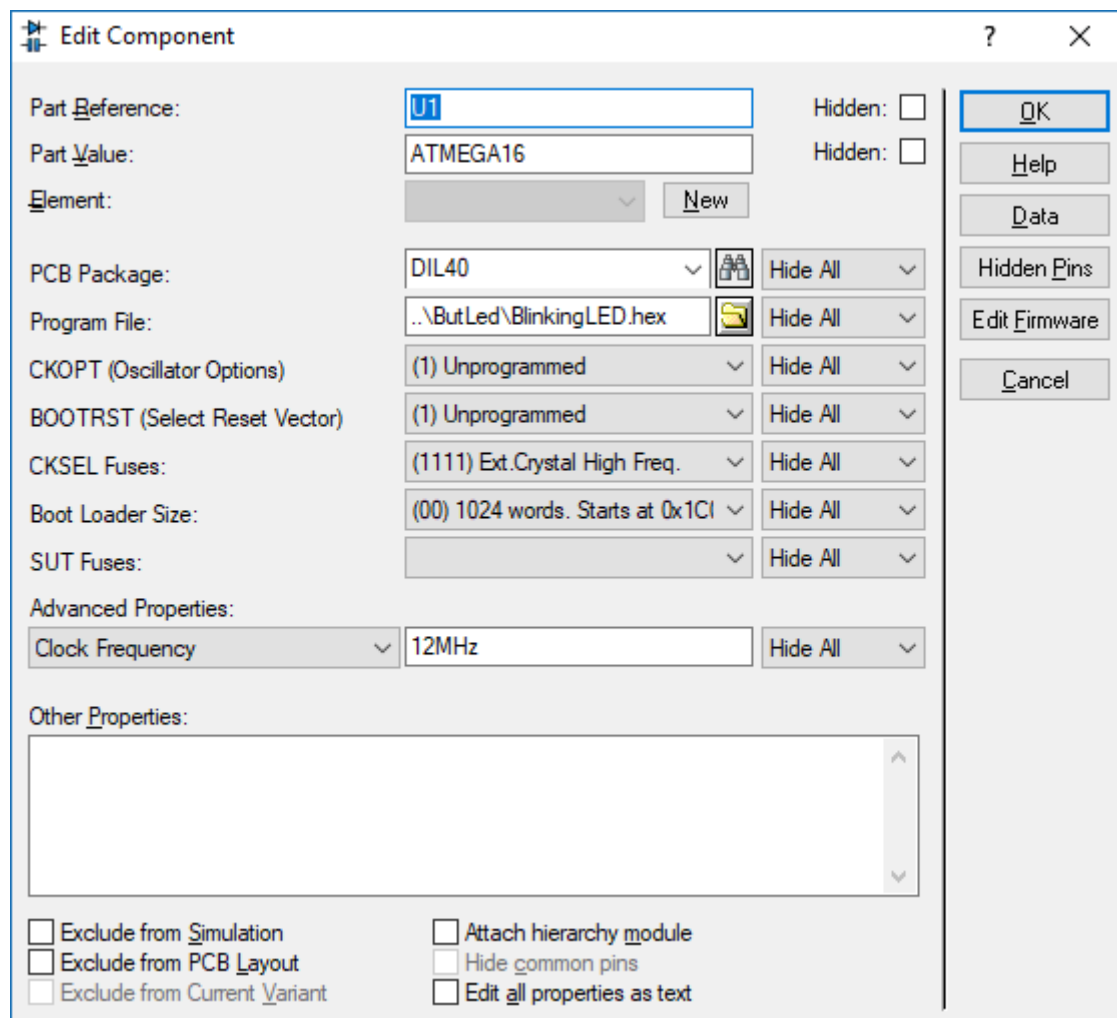 Edit Component ?
Part Reference: U1 Hidden:
Part Value: ATMEGA16 Hidden:
Element: New
PCB Package: DIL40 Hide All
Program File: ..\ButLed\BlinkingLED.hex Hide All
CKOPT (Oscillator Options) (1) Unprogrammed Hide All
BOOTRST (Select Reset Vector) (1) Unprogrammed Hide All
CKSEL Fuses: (1111) Ext.Crystal High Freq. Hide All
Boot Loader Size: (00) 1024 words. Starts at 0x1C( Hide All
SUT Fuses: Hide All
Advanced Properties:
Clock Frequency 12MHz Hide All
Other Properties:
Exclude from Simulation Attach hierarchy module
Exclude from PCB Layout Hide common pins
Exclude from Current Variant Edit all properties as text
OK
Help
Data
Hidden Pins
Edit Firmware
Cancel